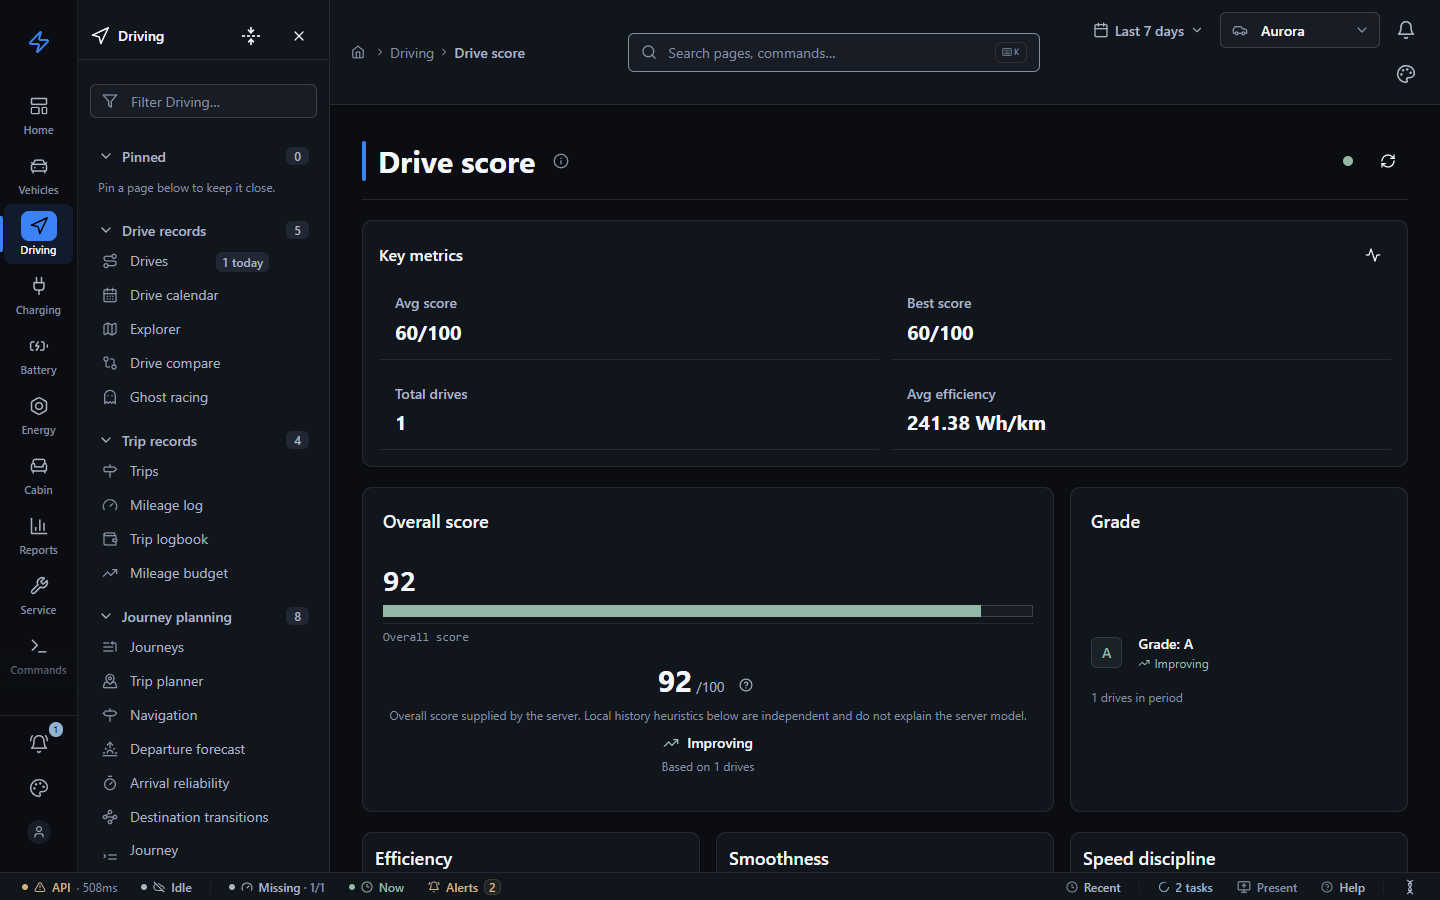 Home
Vehicles
Driving
Charging
Battery
Energy
Cabin
Reports
Service
Commands
1
Driving
Filter Driving...
Pinned 0
Pin a page below to keep it close.
Drive records 5
Drives 1 today
Drive calendar
Explorer
Drive compare
Ghost racing
Trip records 4
Trips
Mileage log
Trip logbook
Mileage budget
Journey planning 8
Journeys
Trip planner
Navigation
Departure forecast
Arrival reliability
Destination transitions
Journey
Driving > Drive score
Search pages, commands... K
Last 7 days
Aurora
Drive score
Key metrics
Avg score
60/100
Best score
60/100
Total drives
1
Avg efficiency
241.38 Wh/km
Overall score
92
Overall score
92 /100
Overall score supplied by the server. Local history heuristics below are independent and do not explain the server model.
Improving
Based on 1 drives
Grade
A
Grade: A
Improving
1 drives in period
Efficiency
Smoothness
Speed discipline
API · 508ms
Idle
Missing · 1/1
Now
Alerts 2
Recent
2 tasks
Present
Help